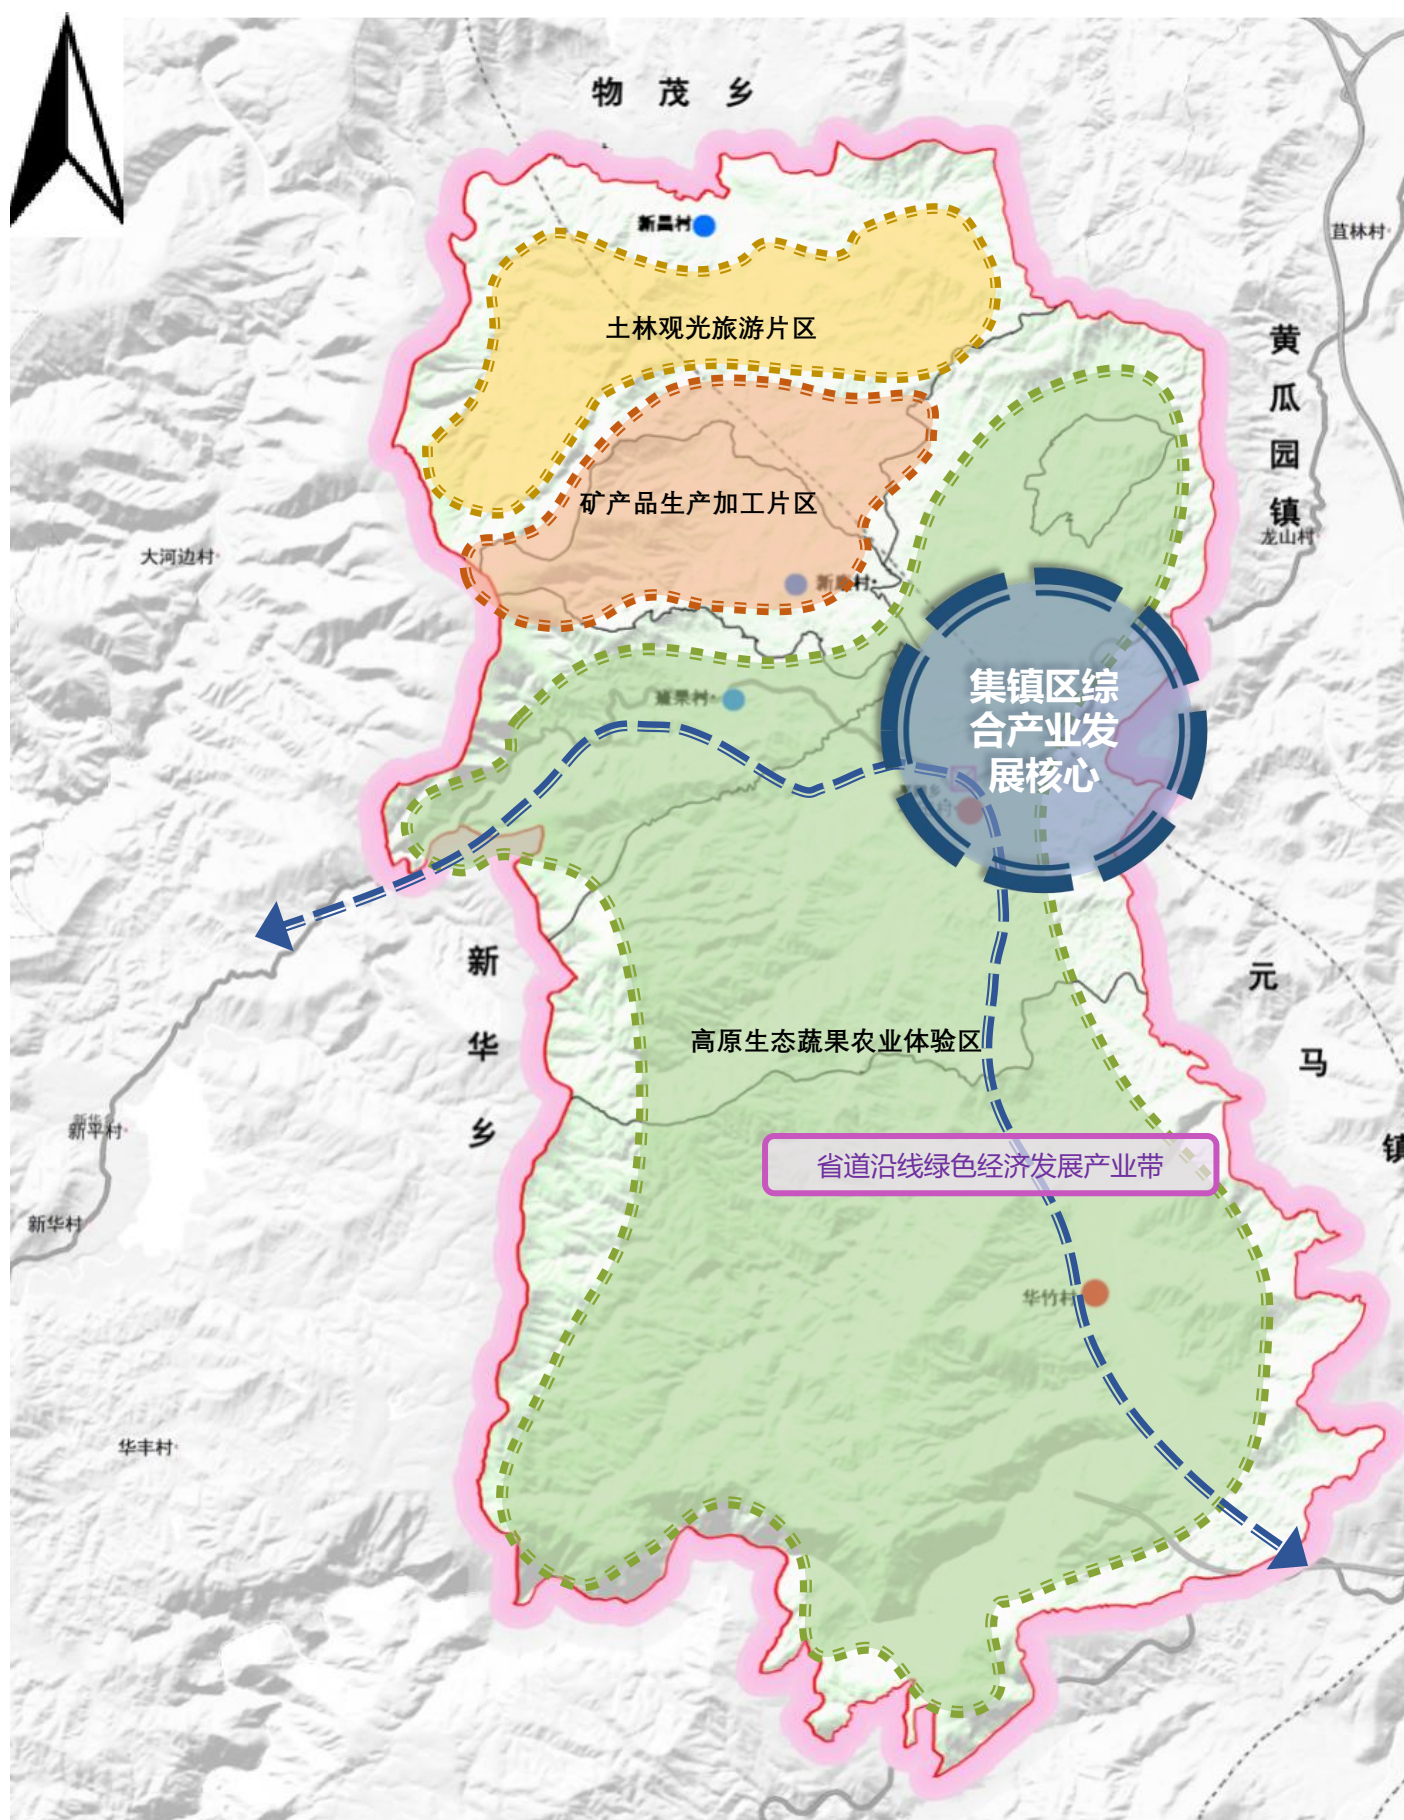 物茂乡
新昌村
苴林村
土林观光旅游片区
黄瓜园镇
矿产品生产加工片区
龙山村
大河边村
集镇区综
合产业发
展核心
新华乡
元马镇
高原生态蔬果农业体验区
新平村
省道沿线绿色经济发展产业带
新华村
华竹村
华丰村